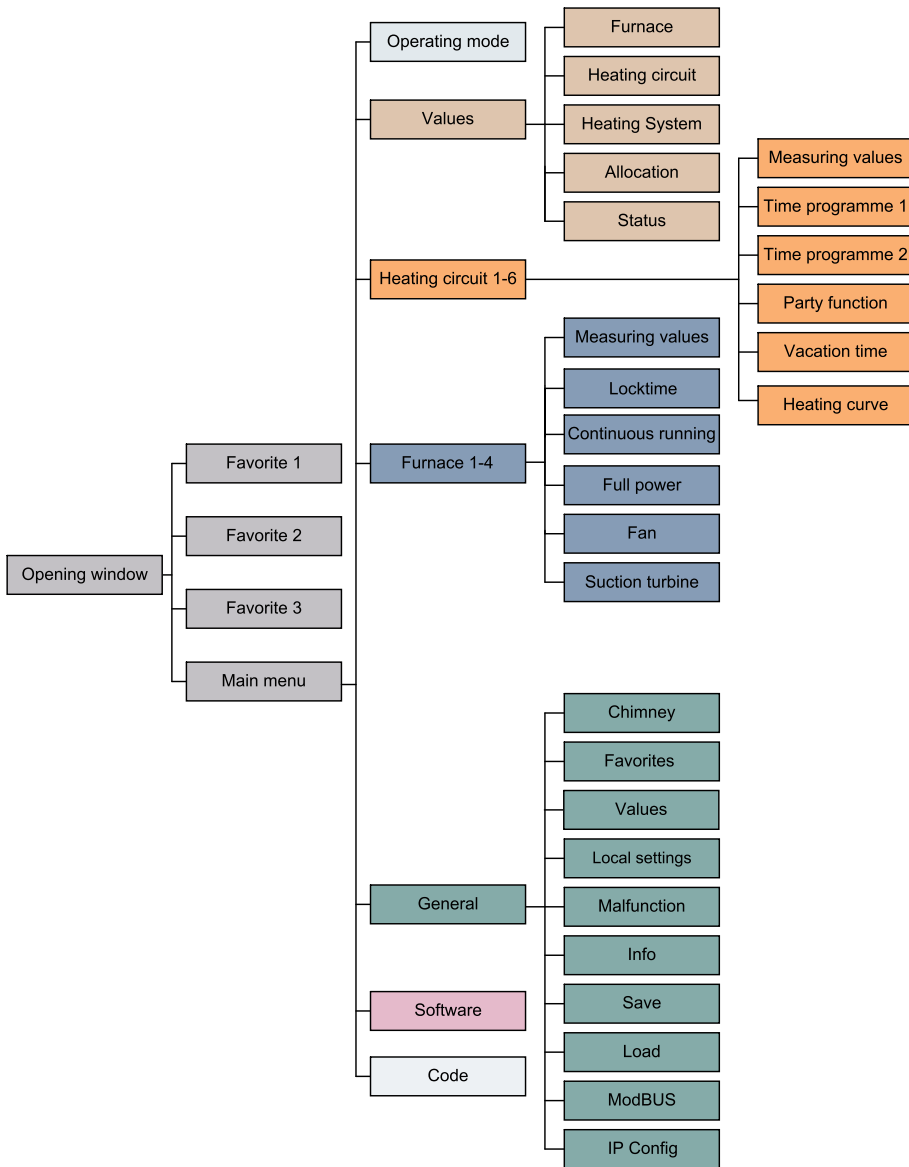 Opening window
Favorite 1
Favorite 2
Favorite 3
Main menu
Operating mode
Values
Furnace
Heating circuit
Heating System
Allocation
Status
Heating circuit 1-6
Measuring values
Time programme 1
Time programme 2
Party function
Vacation time
Heating curve
Furnace 1-4
Measuring values
Locktime
Continuous running
Full power
Fan
Suction turbine
General
Chimney
Favorites
Values
Local settings
Malfunction
Info
Save
Load
ModBUS
IP Config
Software
Code